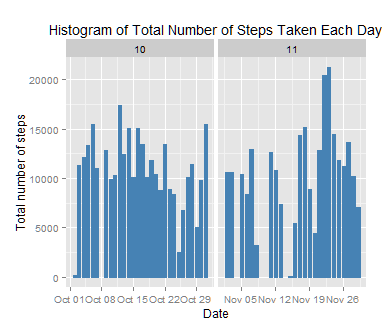 Histogram of Total Number of Steps Taken Each Day
10 11
20000
15000
10000
5000
0
Total number of steps
Oct 01 Oct 08 Oct 15 Oct 22 Oct 29 Nov 05 Nov 12 Nov 19 Nov 26
Date